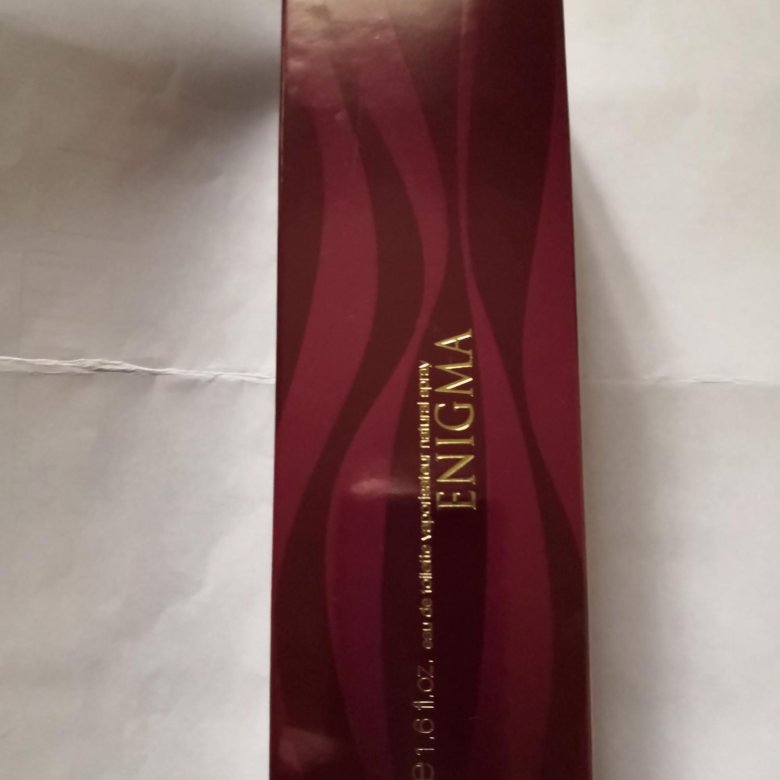 ENIGMA
eau de toilette vaporisateur natural spray
e 1.6 fl.oz.